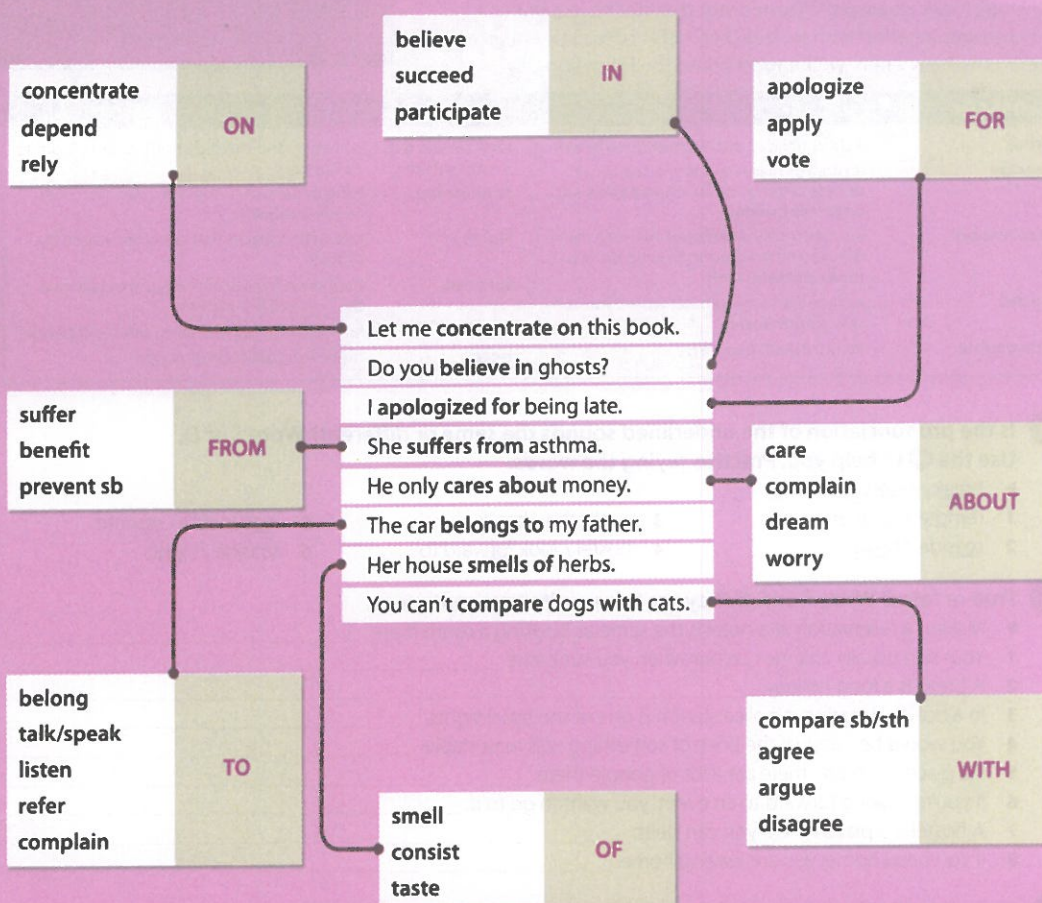 believe
succeed
participate
IN
concentrate
depend
rely
ON
apologize
apply
vote
FOR
Let me concentrate on this book.
Do you believe in ghosts?
I apologized for being late.
She suffers from asthma.
He only cares about money.
The car belongs to my father.
Her house smells of herbs.
You can't compare dogs with cats.
suffer
benefit
prevent sb
FROM
care
complain
dream
worry
ABOUT
belong
talk/speak
listen
refer
complain
TO
smell
consist
taste
OF
compare sb/sth
agree
argue
disagree
WITH